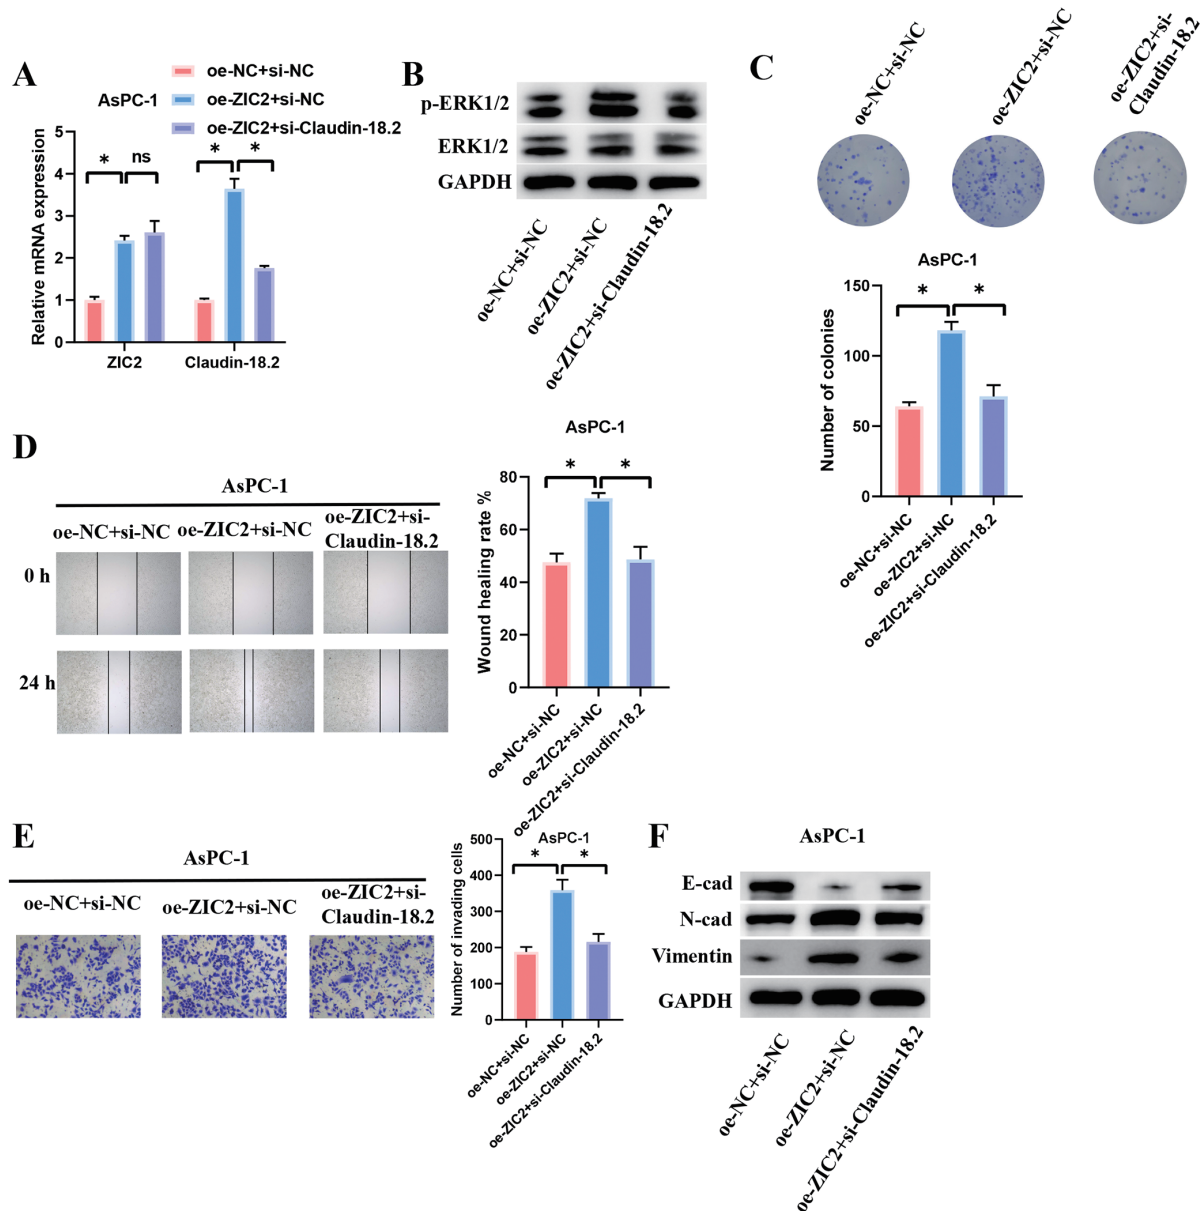 A
AsPC-1
oe-NC+si-NC
oe-ZIC2+si-NC
oe-ZIC2+si-Claudin-18.2
Relative mRNA expression
5
4
3
2
1
0
* ns * *
ZIC2 Claudin-18.2
B
p-ERK1/2
ERK1/2
GAPDH
oe-NC+si-NC
oe-ZIC2+si-NC
oe-ZIC2+si-Claudin-18.2
C
oe-NC+si-NC
oe-ZIC2+si-NC
oe-ZIC2+si-
Claudin-18.2
AsPC-1
Number of colonies
150
100
50
0
* *
oe-NC+si-NC
oe-ZIC2+si-NC
oe-ZIC2+si-Claudin-18.2
D
AsPC-1
oe-NC+si-NC oe-ZIC2+si-NC oe-ZIC2+si-
Claudin-18.2
0 h
24 h
AsPC-1
Wound healing rate %
80
60
40
20
0
* *
oe-NC+si-NC
oe-ZIC2+si-NC
oe-ZIC2+si-Claudin-18.2
E
AsPC-1
oe-NC+si-NC oe-ZIC2+si-NC oe-ZIC2+si-
Claudin-18.2
AsPC-1
Number of invading cells
500
400
300
200
100
0
* *
oe-NC+si-NC
oe-ZIC2+si-NC
oe-ZIC2+si-Claudin-18.2
F
AsPC-1
E-cad
N-cad
Vimentin
GAPDH
oe-NC+si-NC
oe-ZIC2+si-NC
oe-ZIC2+si-Claudin-18.2